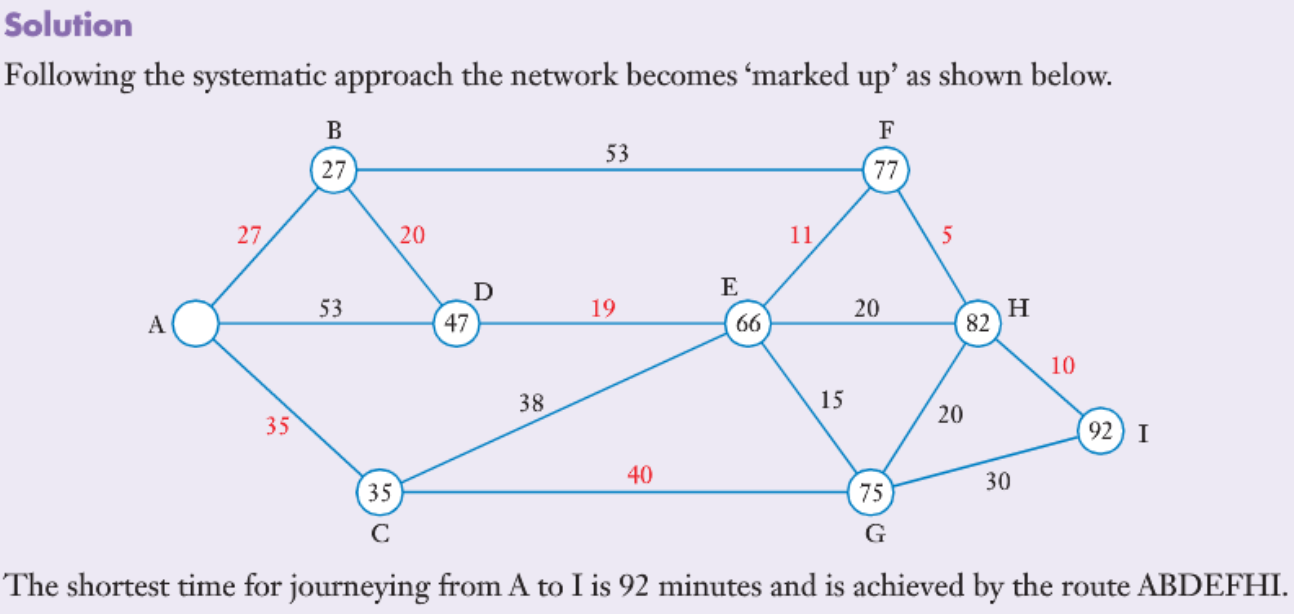 Solution
Following the systematic approach the network becomes ‘marked up’ as shown below.
B
F
27
53
77
27
20
11
5
A
53
D
47
19
E
66
20
82
H
10
35
38
15
20
92
I
35
40
75
30
C
G
The shortest time for journeying from A to I is 92 minutes and is achieved by the route ABDEFHI.